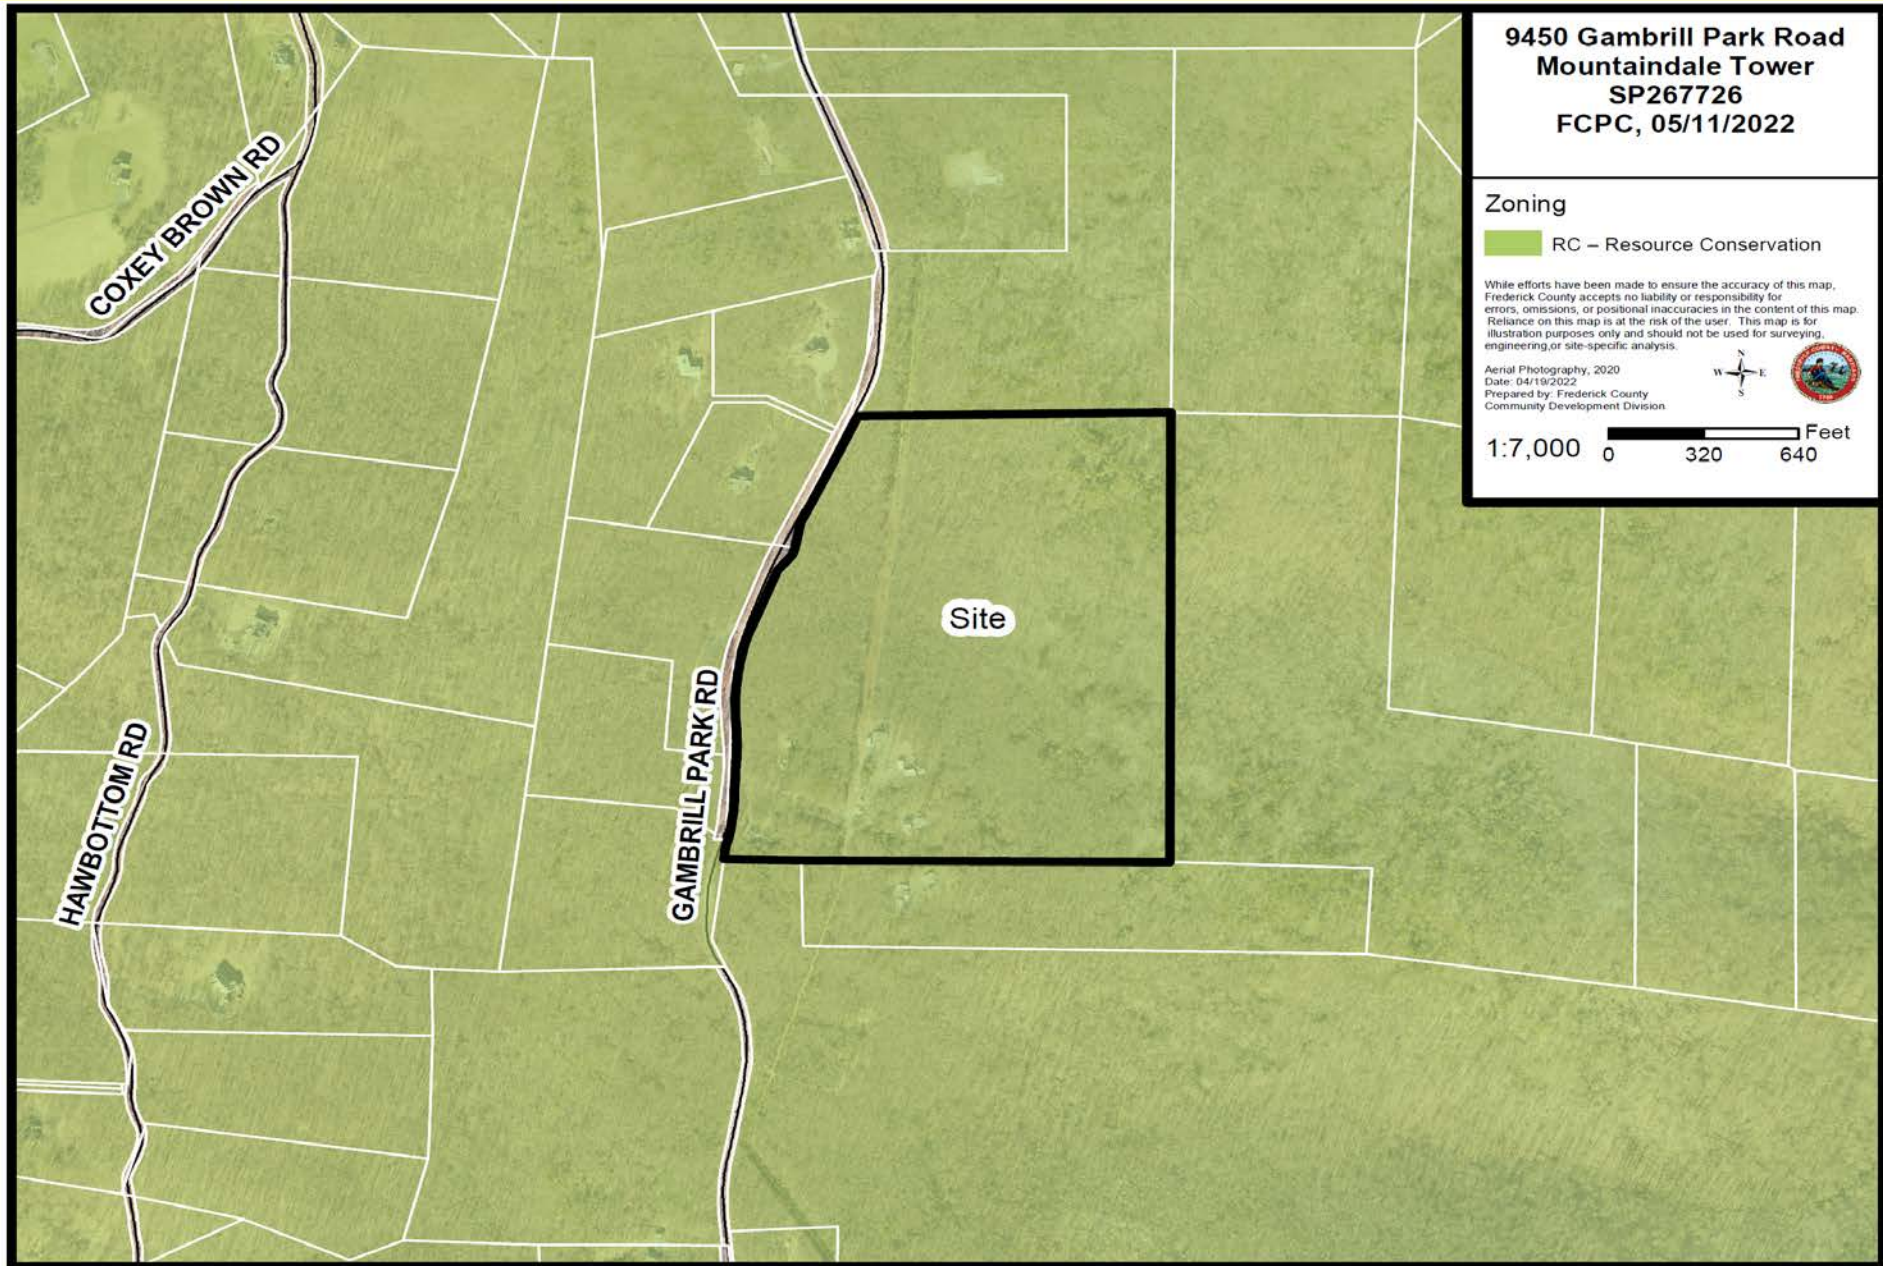 9450 Gambrill Park Road
Mountaindale Tower
SP267726
FCPC, 05/11/2022
Zoning
RC – Resource Conservation
While efforts have been made to ensure the accuracy of this map,
Frederick County accepts no liability or responsibility for
errors, omissions, or positional inaccuracies in the content of this map.
Reliance on this map is at the risk of the user. This map is for
illustration purposes only and should not be used for surveying,
engineering,or site-specific analysis.
Aerial Photography, 2020
Date: 04/19/2022
Prepared by: Frederick County
Community Development Division
N
W E
S
1:7,000
Feet
0 320 640
COXEY BROWN RD
HAWBOTTOM RD
GAMBRILL PARK RD
Site